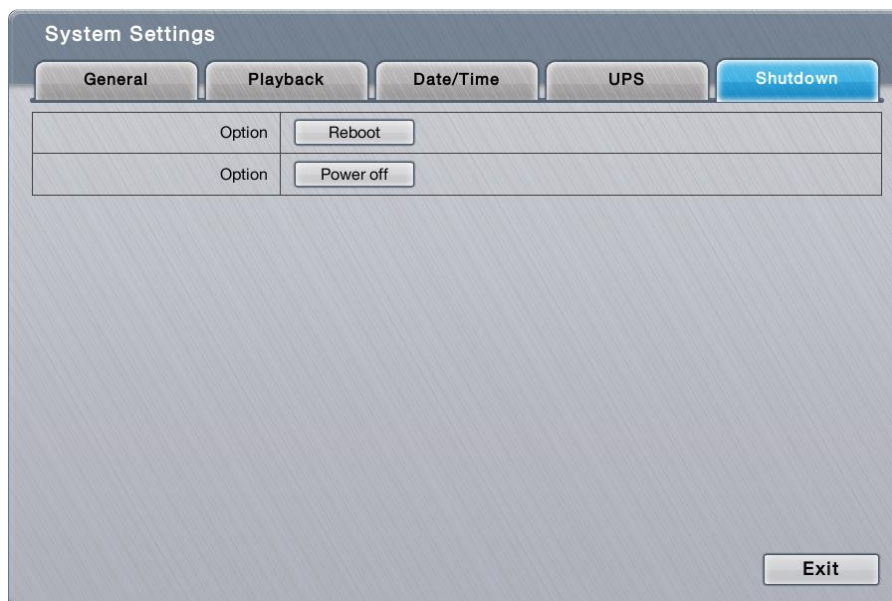 System Settings
General Playback Date/Time UPS Shutdown
Option Reboot
Option Power off
Exit